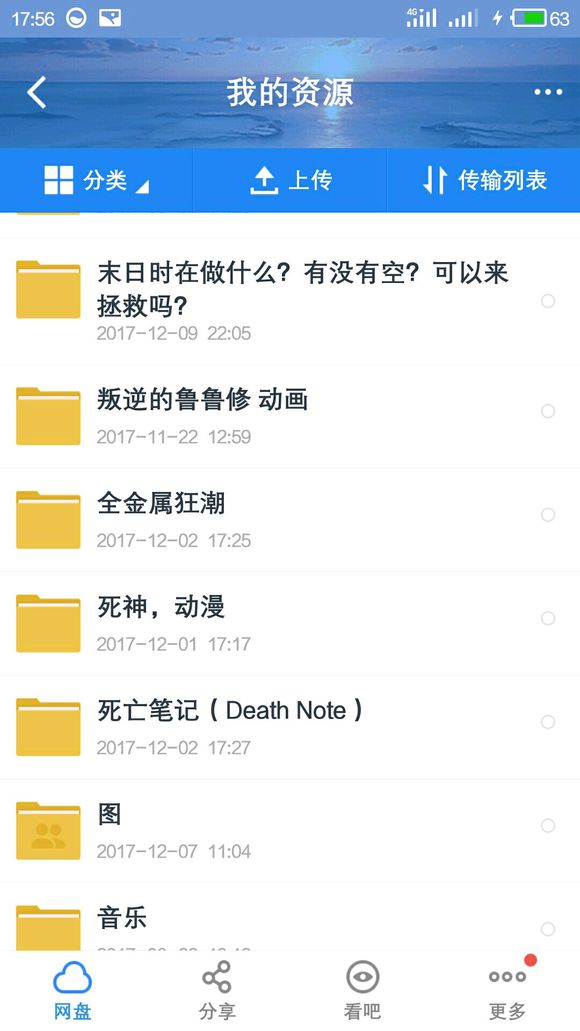 17:56
4G
63
我的资源
分类
上传
传输列表
末日时在做什么？有没有空？可以来
拯救吗？
2017-12-09 22:05
叛逆的鲁鲁修 动画
2017-11-22 12:59
全金属狂潮
2017-12-02 17:25
死神，动漫
2017-12-01 17:17
死亡笔记（Death Note）
2017-12-02 17:27
图
2017-12-07 11:04
音乐
网盘
分享
看吧
更多